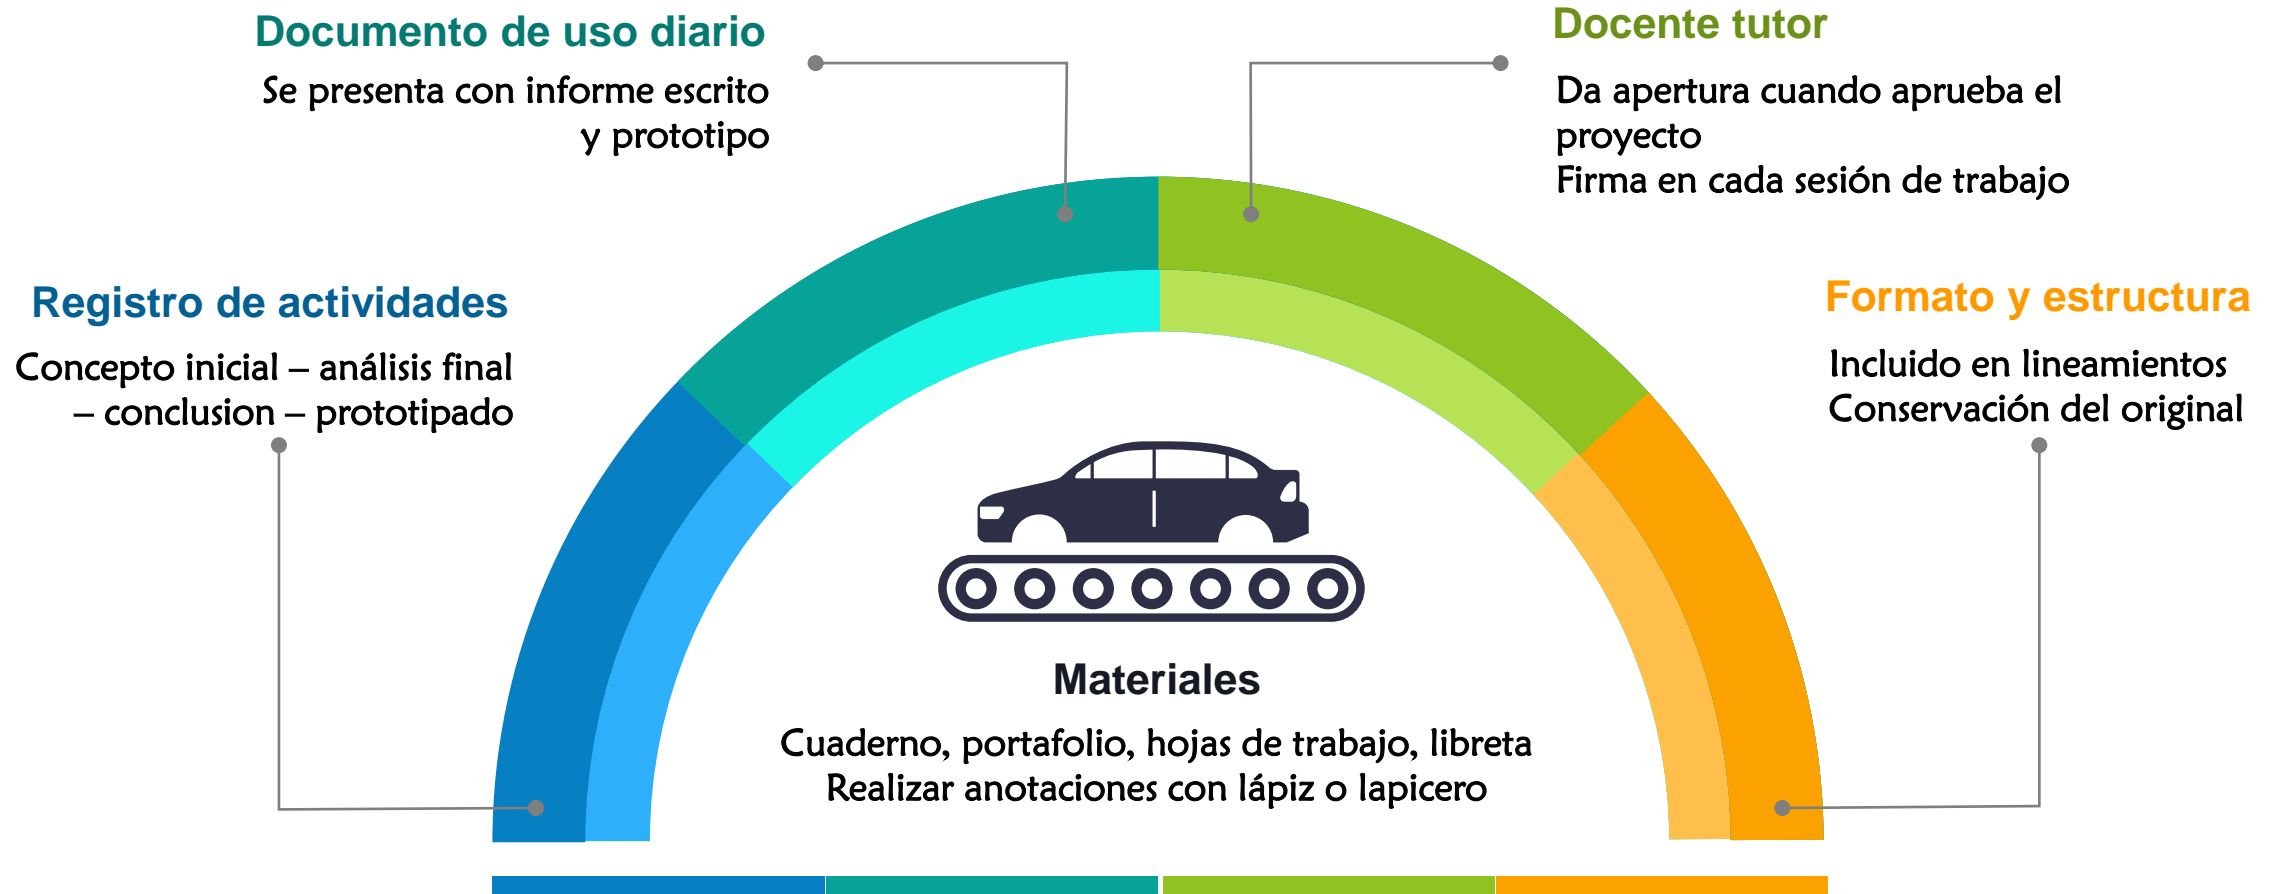 Documento de uso diario
Se presenta con informe escrito
y prototipo
Docente tutor
Da apertura cuando aprueba el
proyecto
Firma en cada sesión de trabajo
Registro de actividades
Concepto inicial – análisis final
– conclusion – prototipado
Formato y estructura
Incluido en lineamientos
Conservación del original
Materiales
Cuaderno, portafolio, hojas de trabajo, libreta
Realizar anotaciones con lápiz o lapicero